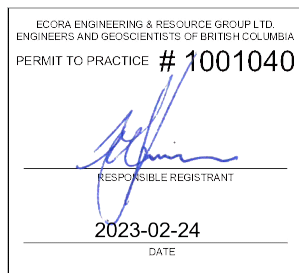 ECORA ENGINEERING & RESOURCE GROUP LTD.
ENGINEERS AND GEOSCIENTISTS OF BRITISH COLUMBIA
PERMIT TO PRACTICE # 1001040
RESPONSIBLE REGISTRANT
2023-02-24
DATE